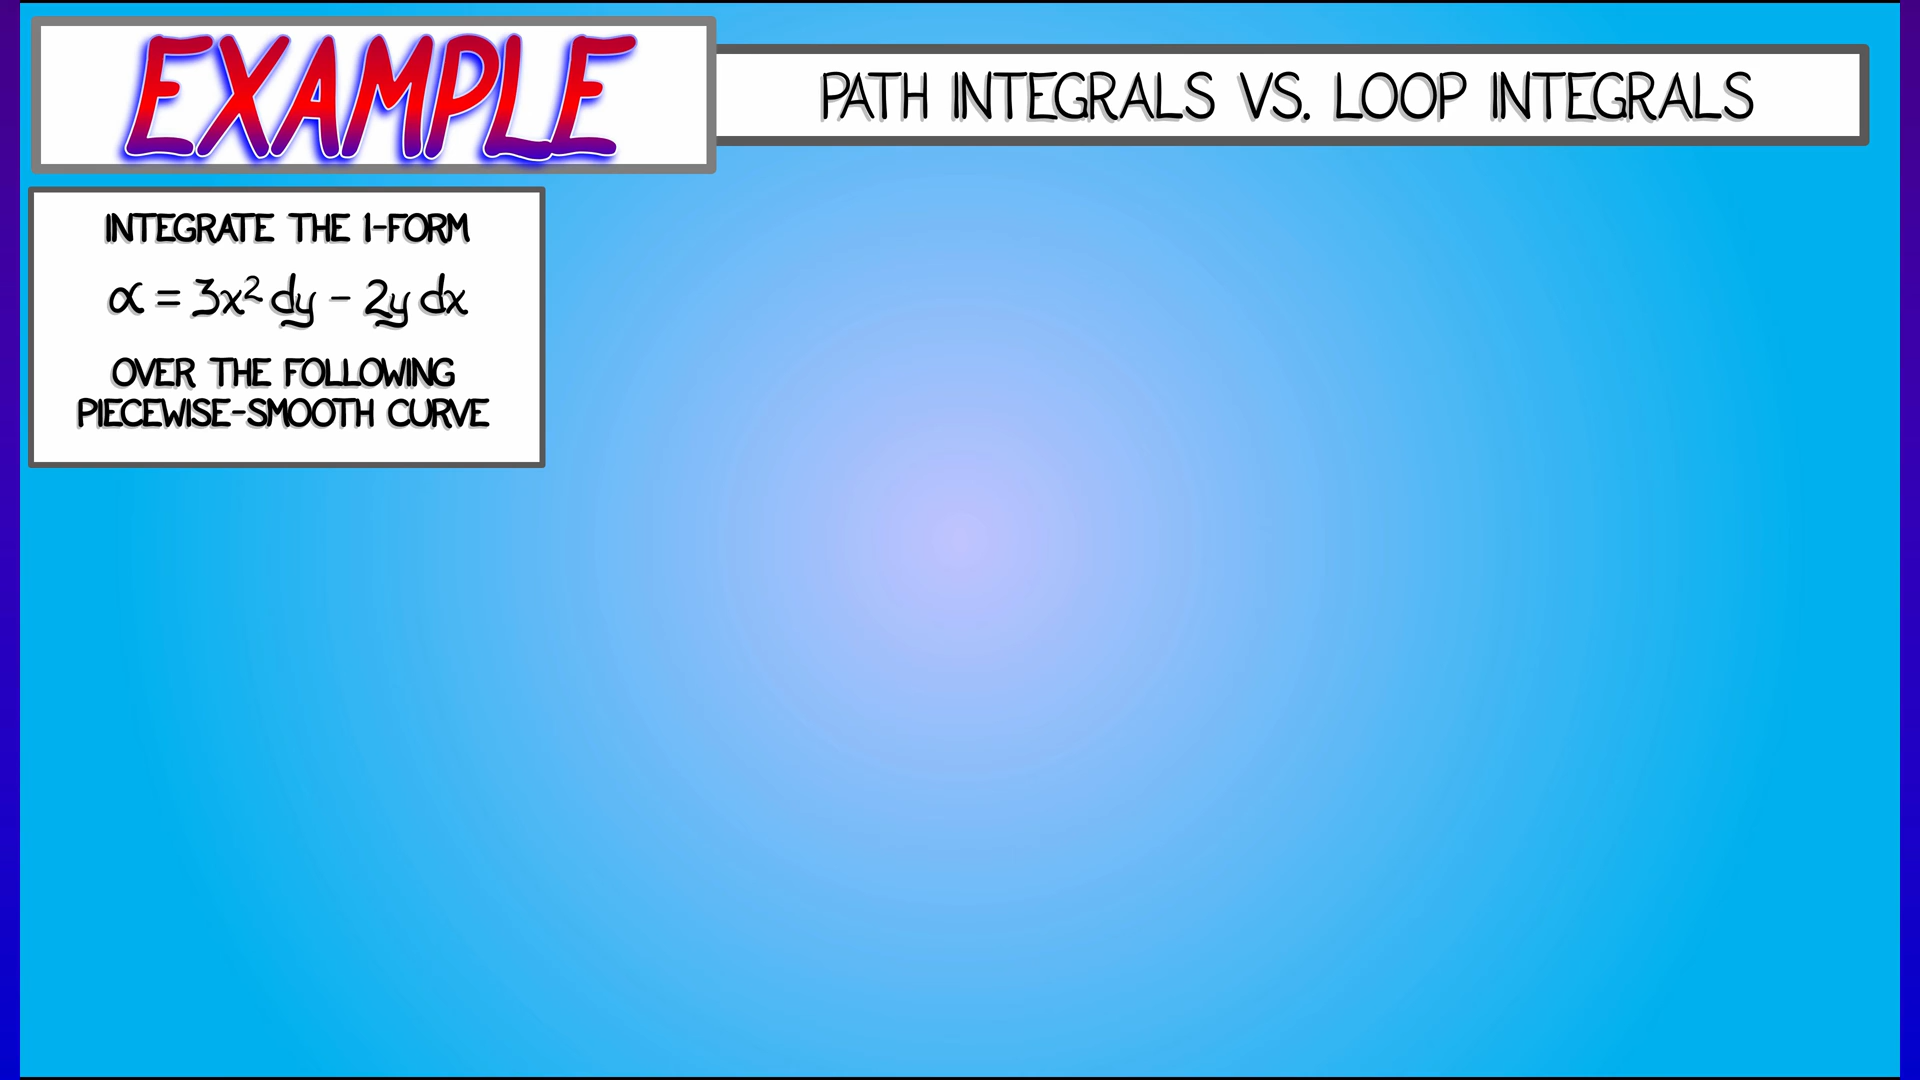 EXAMPLE
PATH INTEGRALS VS. LOOP INTEGRALS
INTEGRATE THE 1-FORM
α = 3x² dy - 2y dx
OVER THE FOLLOWING
PIECEWISE-SMOOTH CURVE